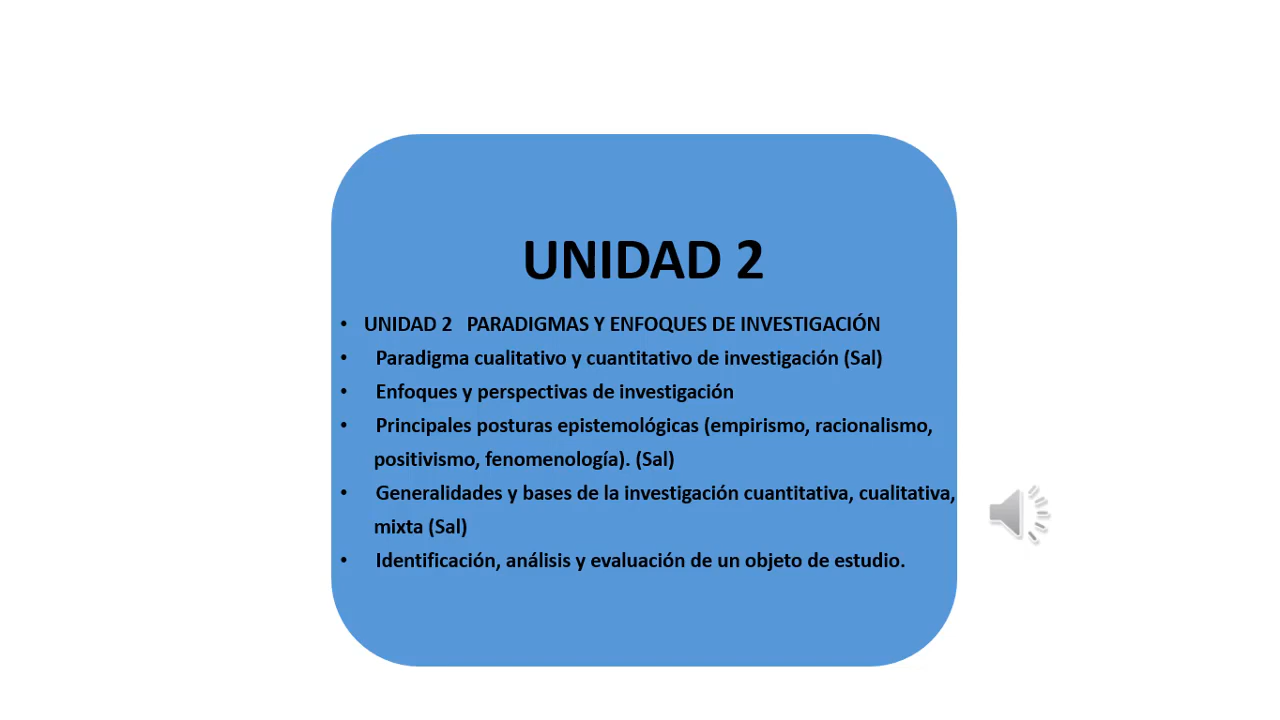 UNIDAD 2
• UNIDAD 2 PARADIGMAS Y ENFOQUES DE INVESTIGACIÓN
• Paradigma cualitativo y cuantitativo de investigación (Sal)
• Enfoques y perspectivas de investigación
• Principales posturas epistemológicas (empirismo, racionalismo,
positivismo, fenomenología). (Sal)
• Generalidades y bases de la investigación cuantitativa, cualitativa,
mixta (Sal)
• Identificación, análisis y evaluación de un objeto de estudio.